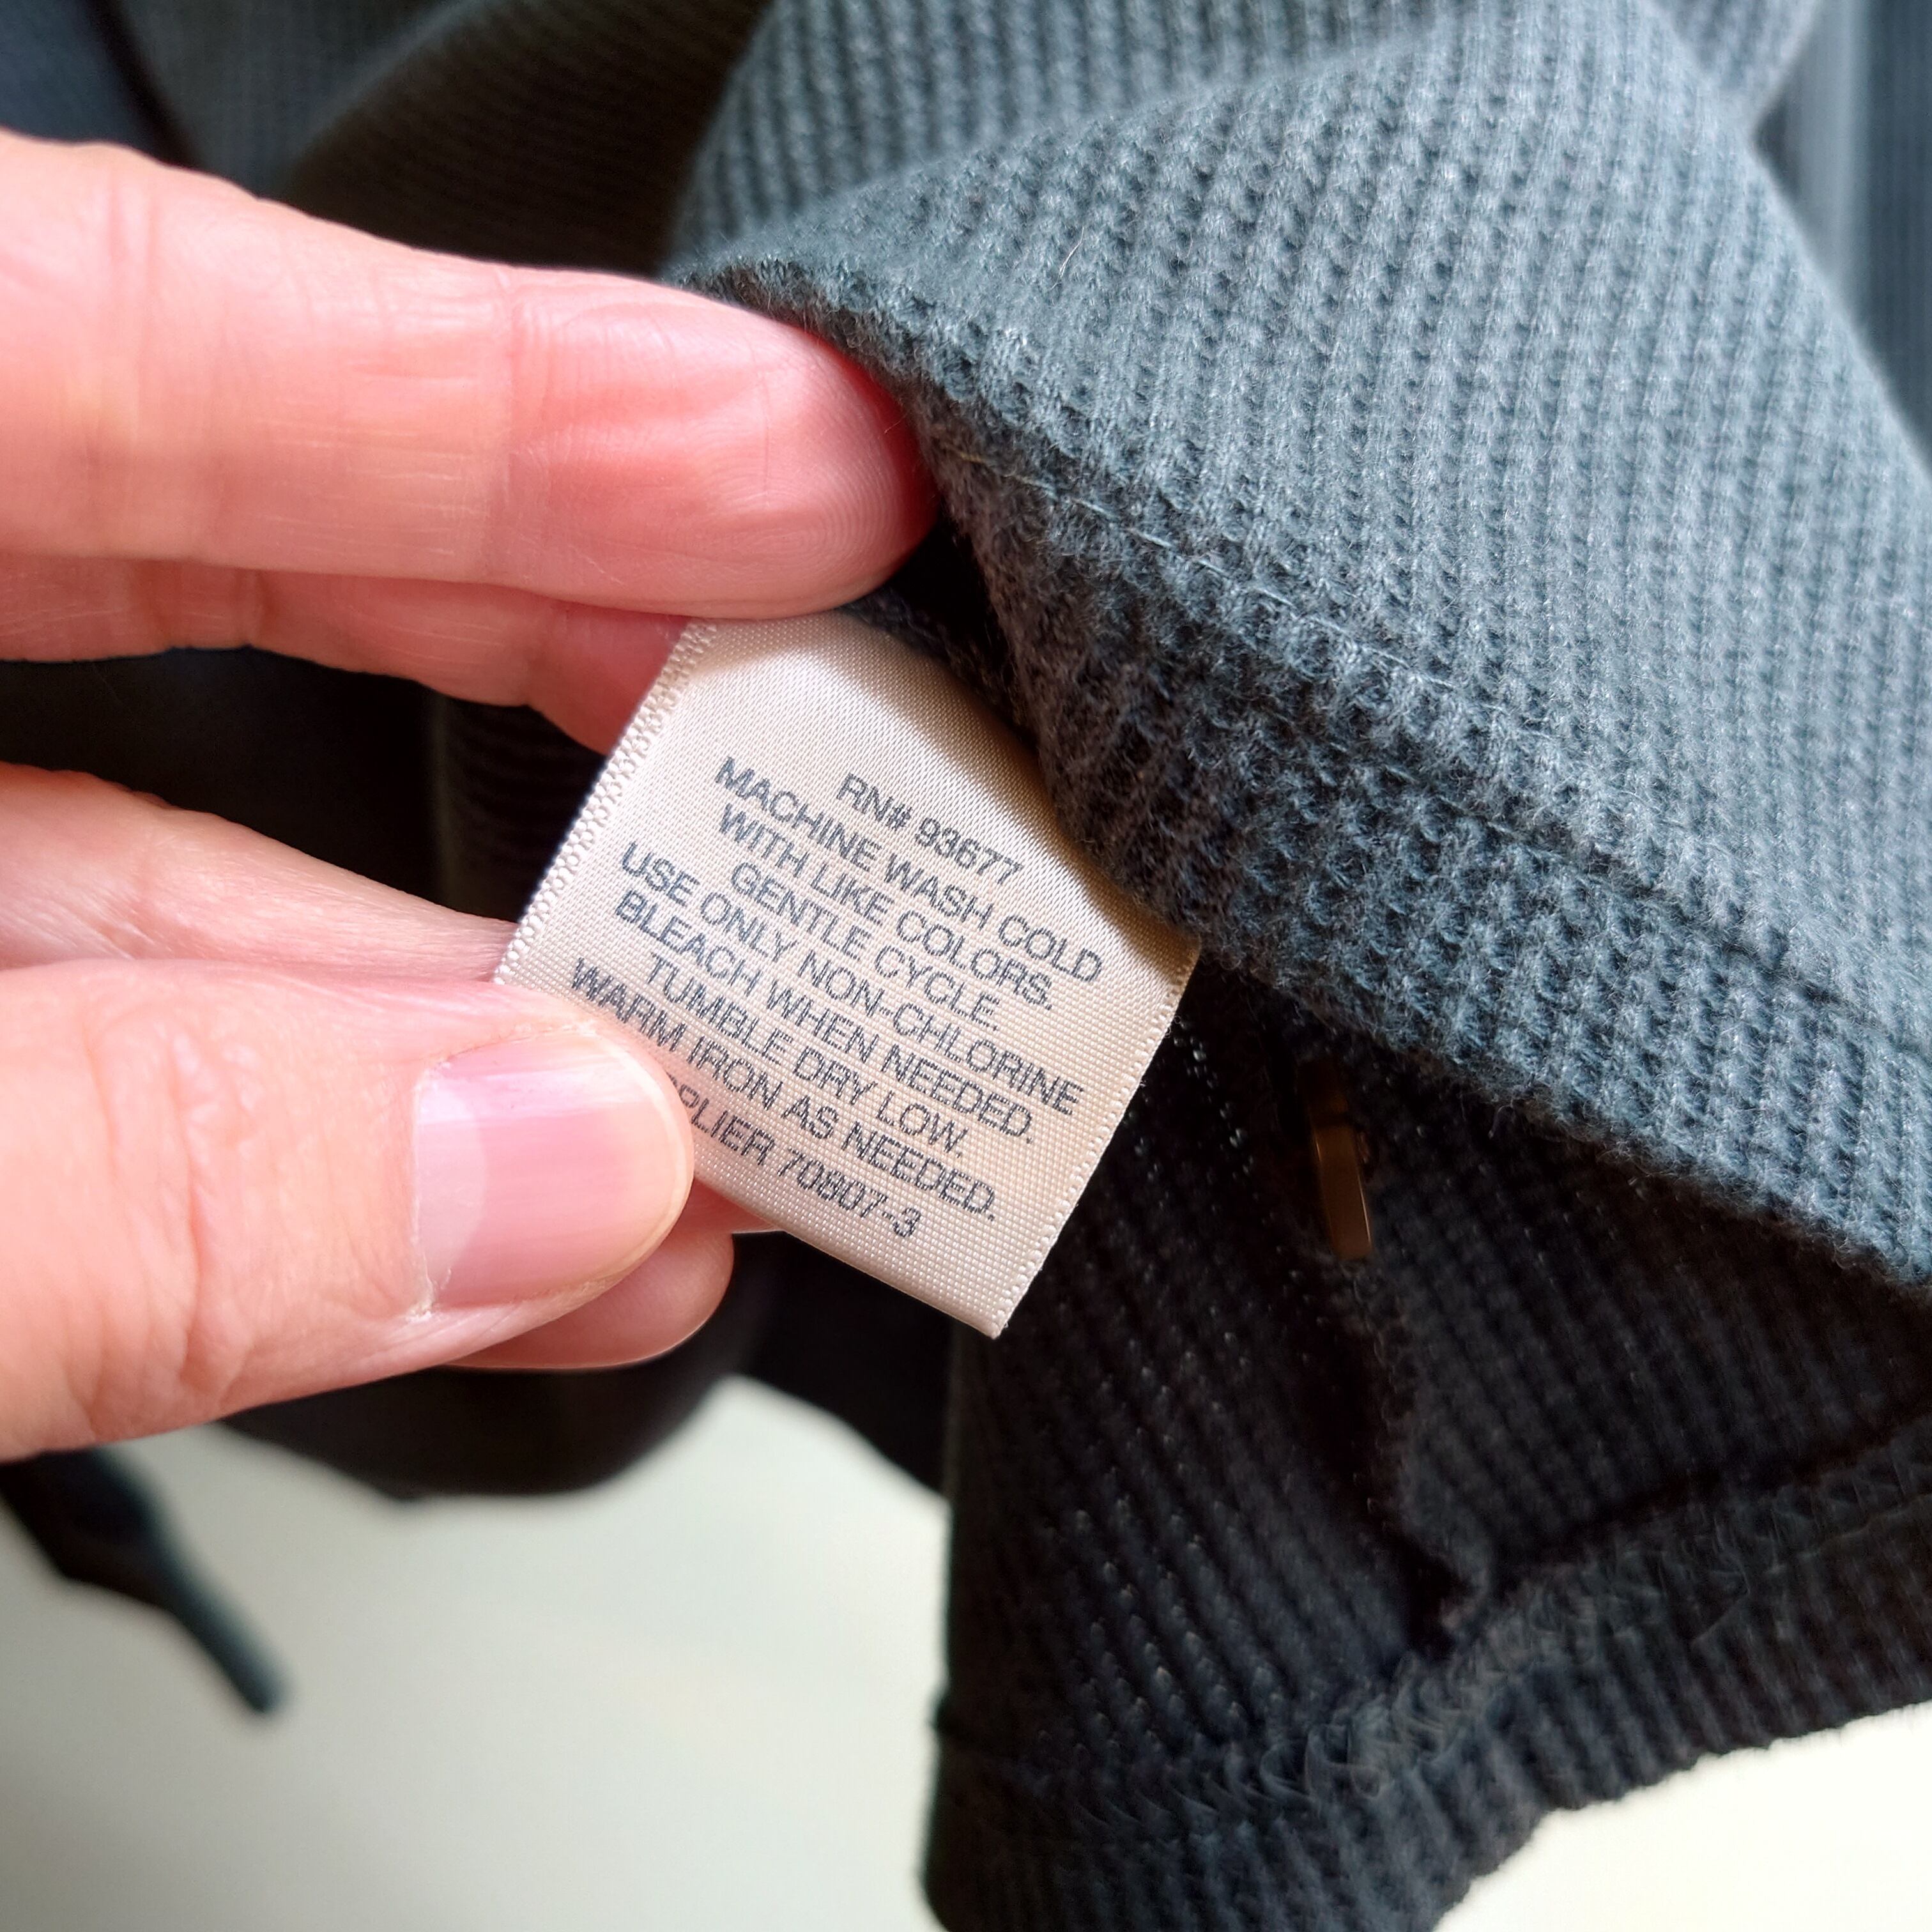 RN# 93677
MACHINE WASH COLD
WITH LIKE COLORS.
GENTLE CYCLE.
USE ONLY NON-CHLORINE
BLEACH WHEN NEEDED.
TUMBLE DRY LOW.
WARM IRON AS NEEDED.
PLIER 70807-3